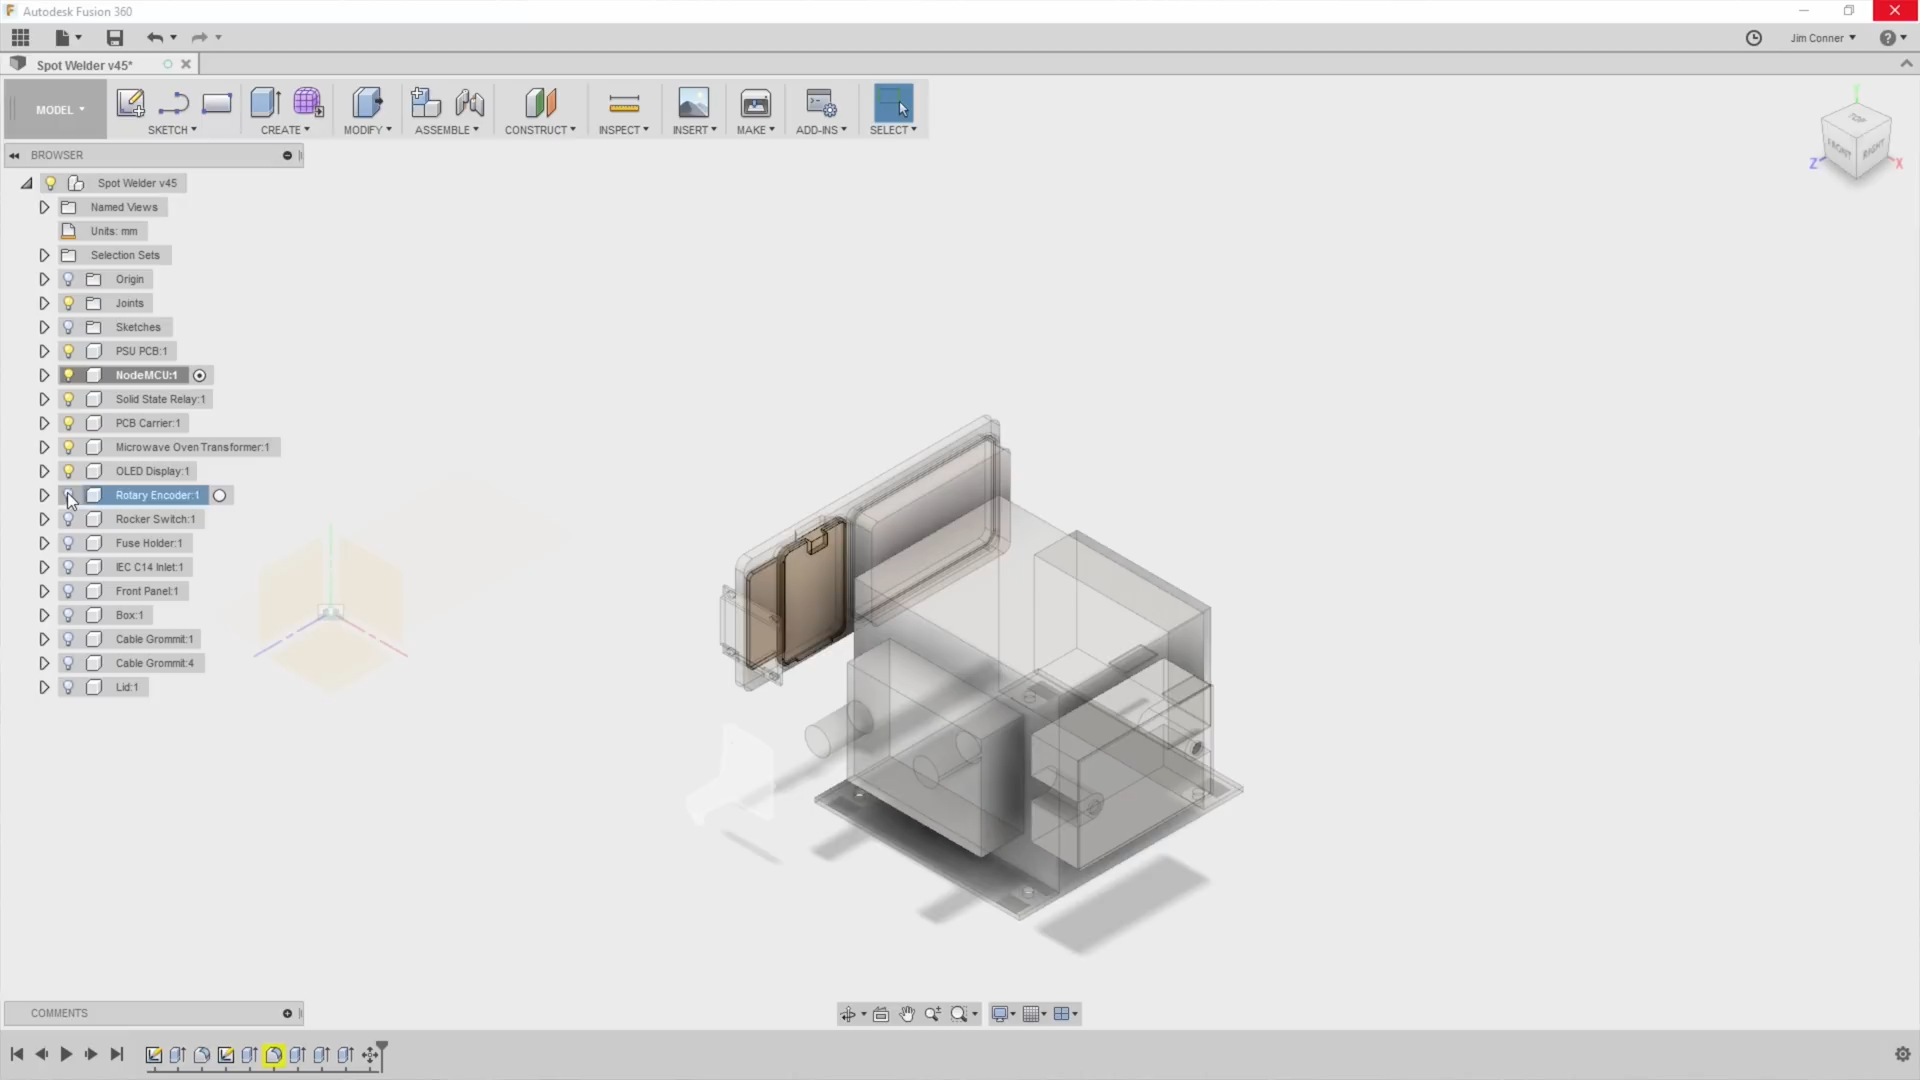 Autodesk Fusion 360
Jim Conner
Spot Welder v45*
MODEL
SKETCH
CREATE
MODIFY
ASSEMBLE
CONSTRUCT
INSPECT
INSERT
MAKE
ADD-INS
SELECT
BROWSER
Spot Welder v45
Named Views
Units: mm
Selection Sets
Origin
Joints
Sketches
PSU PCB:1
NodeMCU:1
Solid State Relay:1
PCB Carrier:1
Microwave Oven Transformer:1
OLED Display:1
Rotary Encoder:1
Rocker Switch:1
Fuse Holder:1
IEC C14 Inlet:1
Front Panel:1
Box:1
Cable Grommit:1
Cable Grommit:4
Lid:1
Y
TOP
FRONT
RIGHT
Z
X
COMMENTS